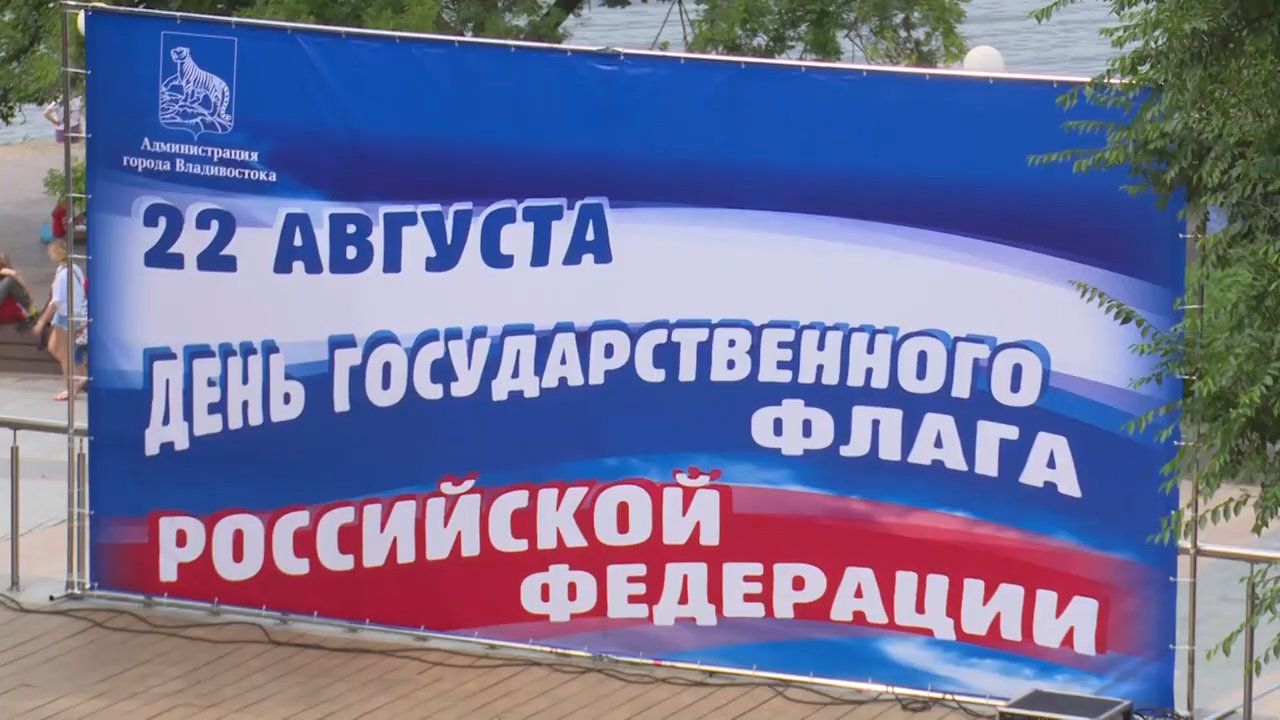 Администрация
города Владивостока
22 АВГУСТА
ДЕНЬ ГОСУДАРСТВЕННОГО
ФЛАГА
РОССИЙСКОЙ
ФЕДЕРАЦИИ